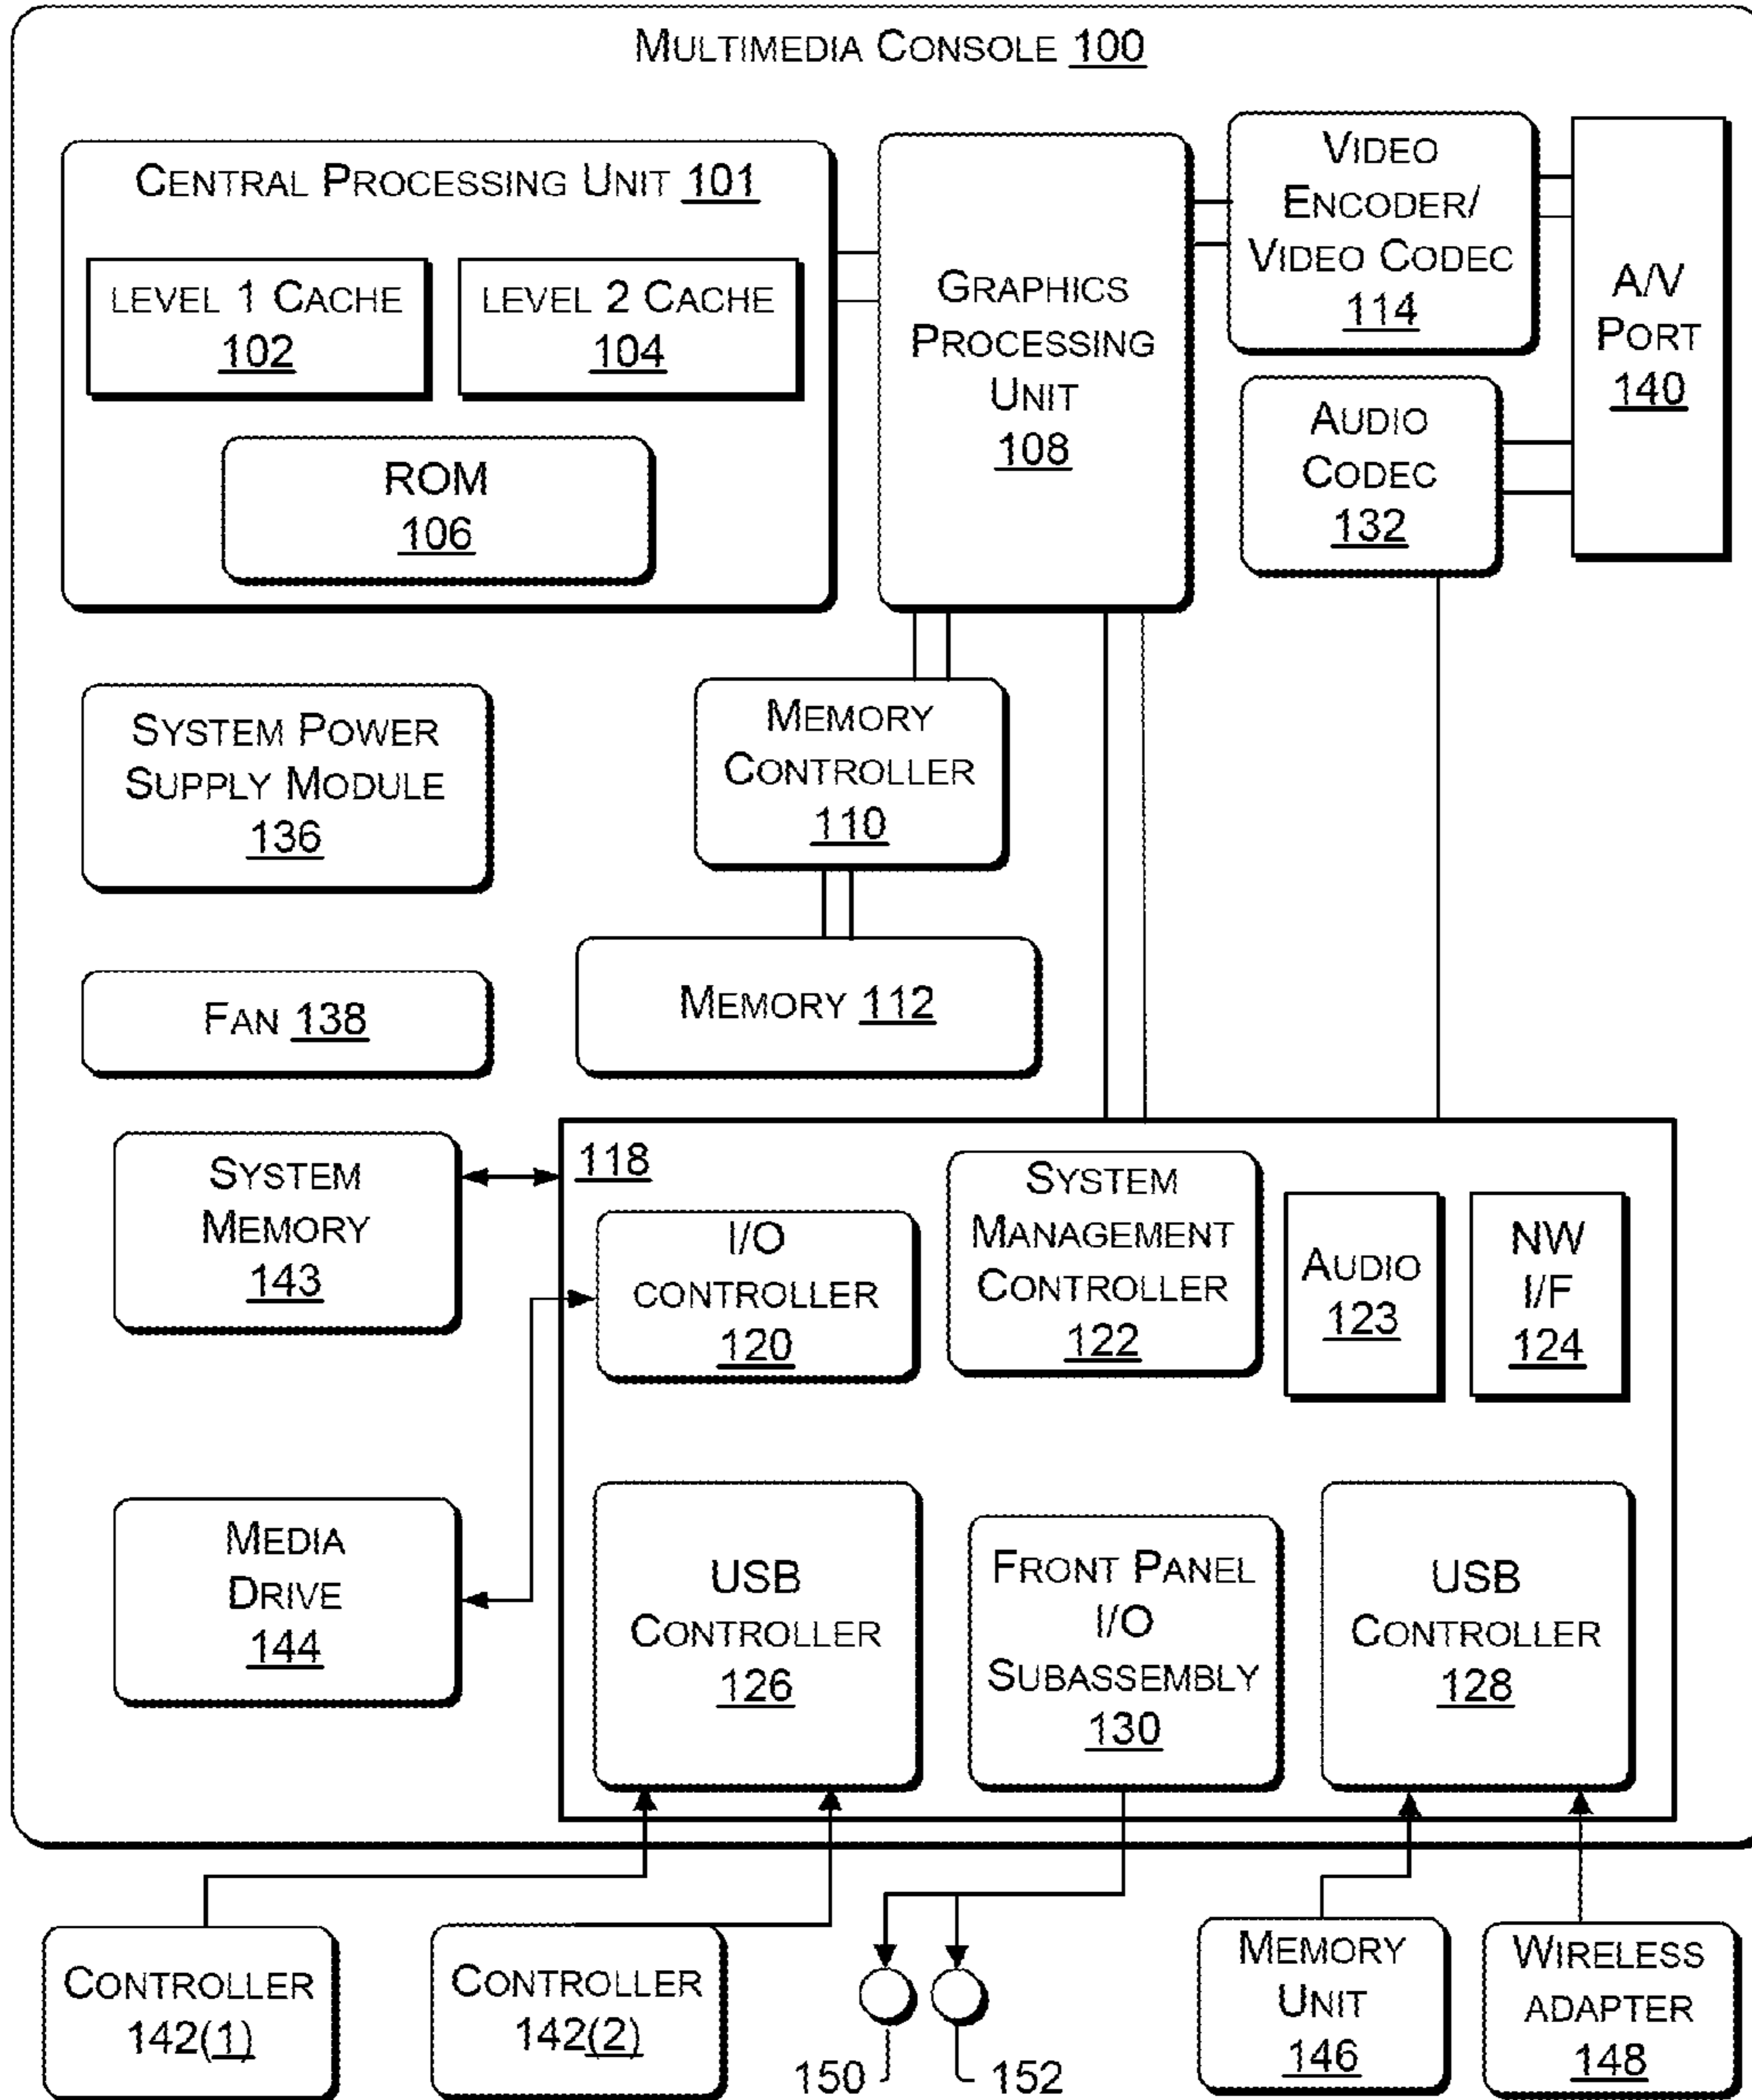 MULTIMEDIA CONSOLE 100
CENTRAL PROCESSING UNIT 101
LEVEL 1 CACHE
102
LEVEL 2 CACHE
104
ROM
106
GRAPHICS
PROCESSING
UNIT
108
VIDEO
ENCODER/
VIDEO CODEC
114
A/V
PORT
140
AUDIO
CODEC
132
SYSTEM POWER
SUPPLY MODULE
136
MEMORY
CONTROLLER
110
FAN 138
MEMORY 112
SYSTEM
MEMORY
143
118
I/O
CONTROLLER
120
SYSTEM
MANAGEMENT
CONTROLLER
122
AUDIO
123
NW
I/F
124
MEDIA
DRIVE
144
USB
CONTROLLER
126
FRONT PANEL
I/O
SUBASSEMBLY
130
USB
CONTROLLER
128
CONTROLLER
142(1)
CONTROLLER
142(2)
150
152
MEMORY
UNIT
146
WIRELESS
ADAPTER
148